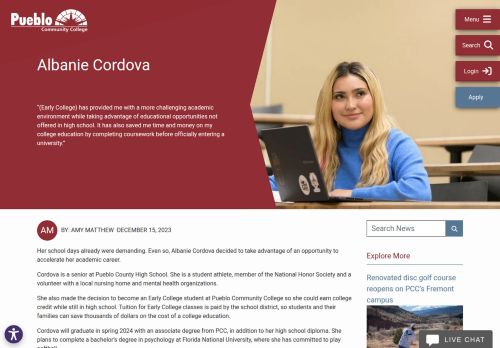 Pueblo
Community College
Menu
Search
Login
Apply
Albanie Cordova
"(Early College) has provided me with a more challenging academic
environment while taking advantage of educational opportunities not
offered in high school. It has also saved me time and money on my
college education by completing coursework before officially entering a
university."
AM
BY: AMY MATTHEW DECEMBER 15, 2023
Her school days already were demanding. Even so, Albanie Cordova decided to take advantage of an opportunity to
accelerate her academic career.
Cordova is a senior at Pueblo County High School. She is a student athlete, member of the National Honor Society and a
volunteer with a local nursing home and mental health organizations.
She also made the decision to become an Early College student at Pueblo Community College so she could earn college
credit while still in high school. Tuition for Early College classes is paid by the school district, so students and their
families can save thousands of dollars on the cost of a college education.
Cordova will graduate in spring 2024 with an associate degree from PCC, in addition to her high school diploma. She
plans to complete a bachelor's degree in psychology at Florida National University, where she has committed to play
Search News
Explore More
Renovated disc golf course
reopens on PCC's Fremont
campus
LIVE CHAT